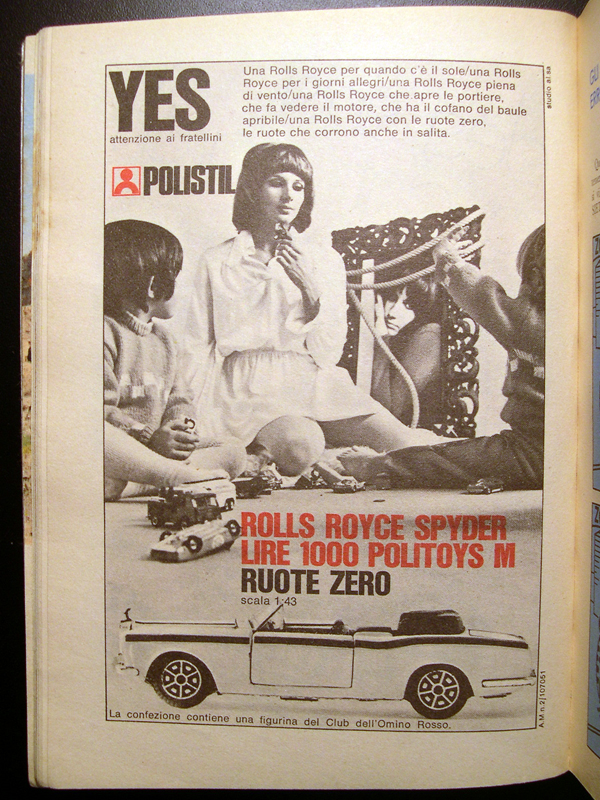 YES
attenzione ai fratellini
Una Rolls Royce per quando c'è il sole/una Rolls
Royce per i giorni allegri/una Rolls Royce piena
di vento/una Rolls Royce che apre le portiere,
che fa vedere il motore, che ha il cofano del baule
apribile/una Rolls Royce con le ruote zero,
le ruote che corrono anche in salita.
studio al.sa
POLISTIL
ROLLS ROYCE SPYDER
LIRE 1000 POLITOYS M
RUOTE ZERO
scala 1:43
La confezione contiene una figurina del Club dell'Omino Rosso.
A.M. n. 2/107051